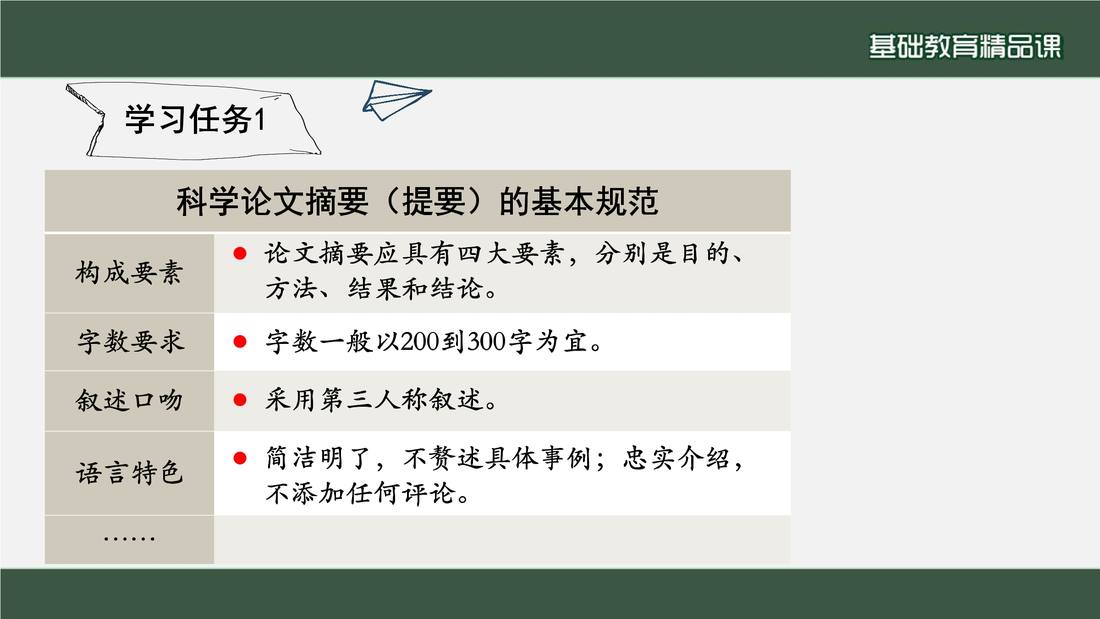 基础教育精品课
学习任务1
科学论文摘要（提要）的基本规范
构成要素
● 论文摘要应具有四大要素，分别是目的、
方法、结果和结论。
字数要求
● 字数一般以200到300字为宜。
叙述口吻
● 采用第三人称叙述。
语言特色
● 简洁明了，不赘述具体事例；忠实介绍，
不添加任何评论。
……